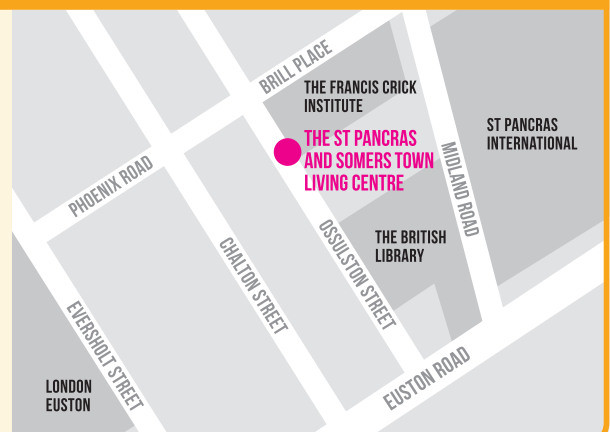 BRILL PLACE
THE FRANCIS CRICK
INSTITUTE
ST PANCRAS
INTERNATIONAL
THE ST PANCRAS
AND SOMERS TOWN
LIVING CENTRE
MIDLAND ROAD
PHOENIX ROAD
THE BRITISH
LIBRARY
OSSULSTON STREET
CHALTON STREET
EVERSHOLT STREET
EUSTON ROAD
LONDON
EUSTON